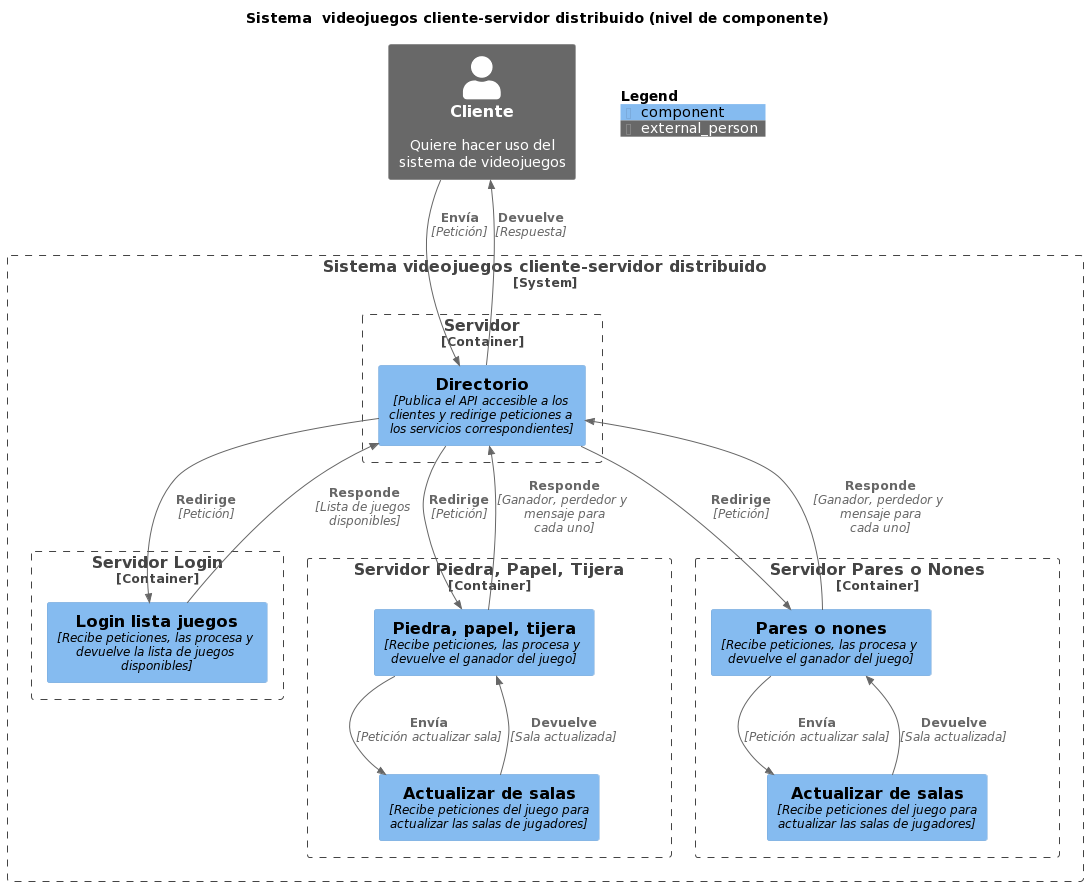 Sistema  videojuegos cliente-servidor distribuido (nivel de componente)
Cliente
Quiere hacer uso del
sistema de videojuegos
Legend
component
external_person
Envía
[Petición]
Devuelve
[Respuesta]
Sistema videojuegos cliente-servidor distribuido
[System]
Servidor
[Container]
Directorio
[Publica el API accesible a los
clientes y redirige peticiones a
los servicios correspondientes]
Redirige
[Petición]
Responde
[Lista de juegos
disponibles]
Redirige
[Petición]
Responde
[Ganador, perdedor y
mensaje para
cada uno]
Redirige
[Petición]
Responde
[Ganador, perdedor y
mensaje para
cada uno]
Servidor Login
[Container]
Login lista juegos
[Recibe peticiones, las procesa y
devuelve la lista de juegos
disponibles]
Servidor Piedra, Papel, Tijera
[Container]
Piedra, papel, tijera
[Recibe peticiones, las procesa y
devuelve el ganador del juego]
Envía
[Petición actualizar sala]
Devuelve
[Sala actualizada]
Actualizar de salas
[Recibe peticiones del juego para
actualizar las salas de jugadores]
Servidor Pares o Nones
[Container]
Pares o nones
[Recibe peticiones, las procesa y
devuelve el ganador del juego]
Envía
[Petición actualizar sala]
Devuelve
[Sala actualizada]
Actualizar de salas
[Recibe peticiones del juego para
actualizar las salas de jugadores]